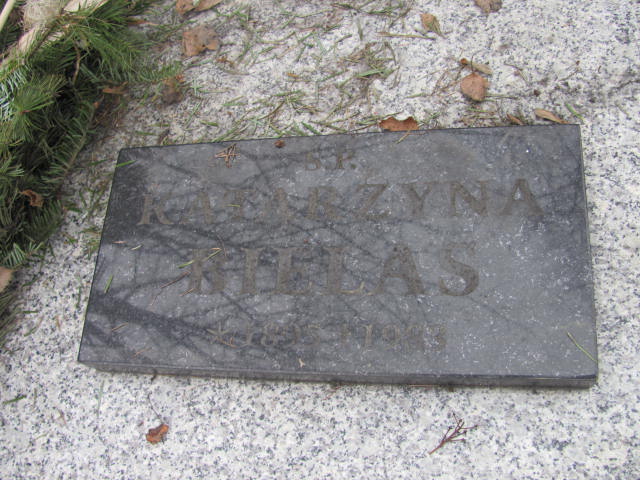 Ś.P.
KATARZYNA
BIELAS